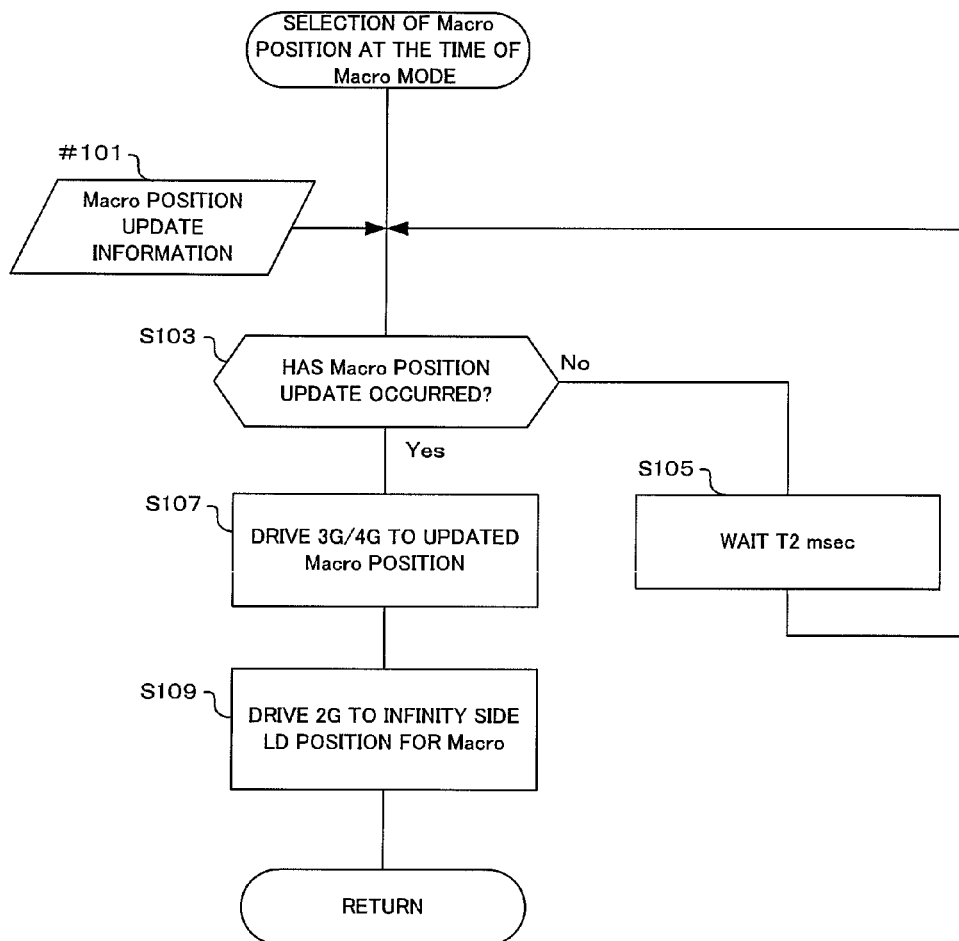 SELECTION OF Macro
POSITION AT THE TIME OF
Macro MODE
#101
Macro POSITION
UPDATE
INFORMATION
S103
HAS Macro POSITION
UPDATE OCCURRED?
No
Yes
S105
WAIT T2 msec
S107
DRIVE 3G/4G TO UPDATED
Macro POSITION
S109
DRIVE 2G TO INFINITY SIDE
LD POSITION FOR Macro
RETURN